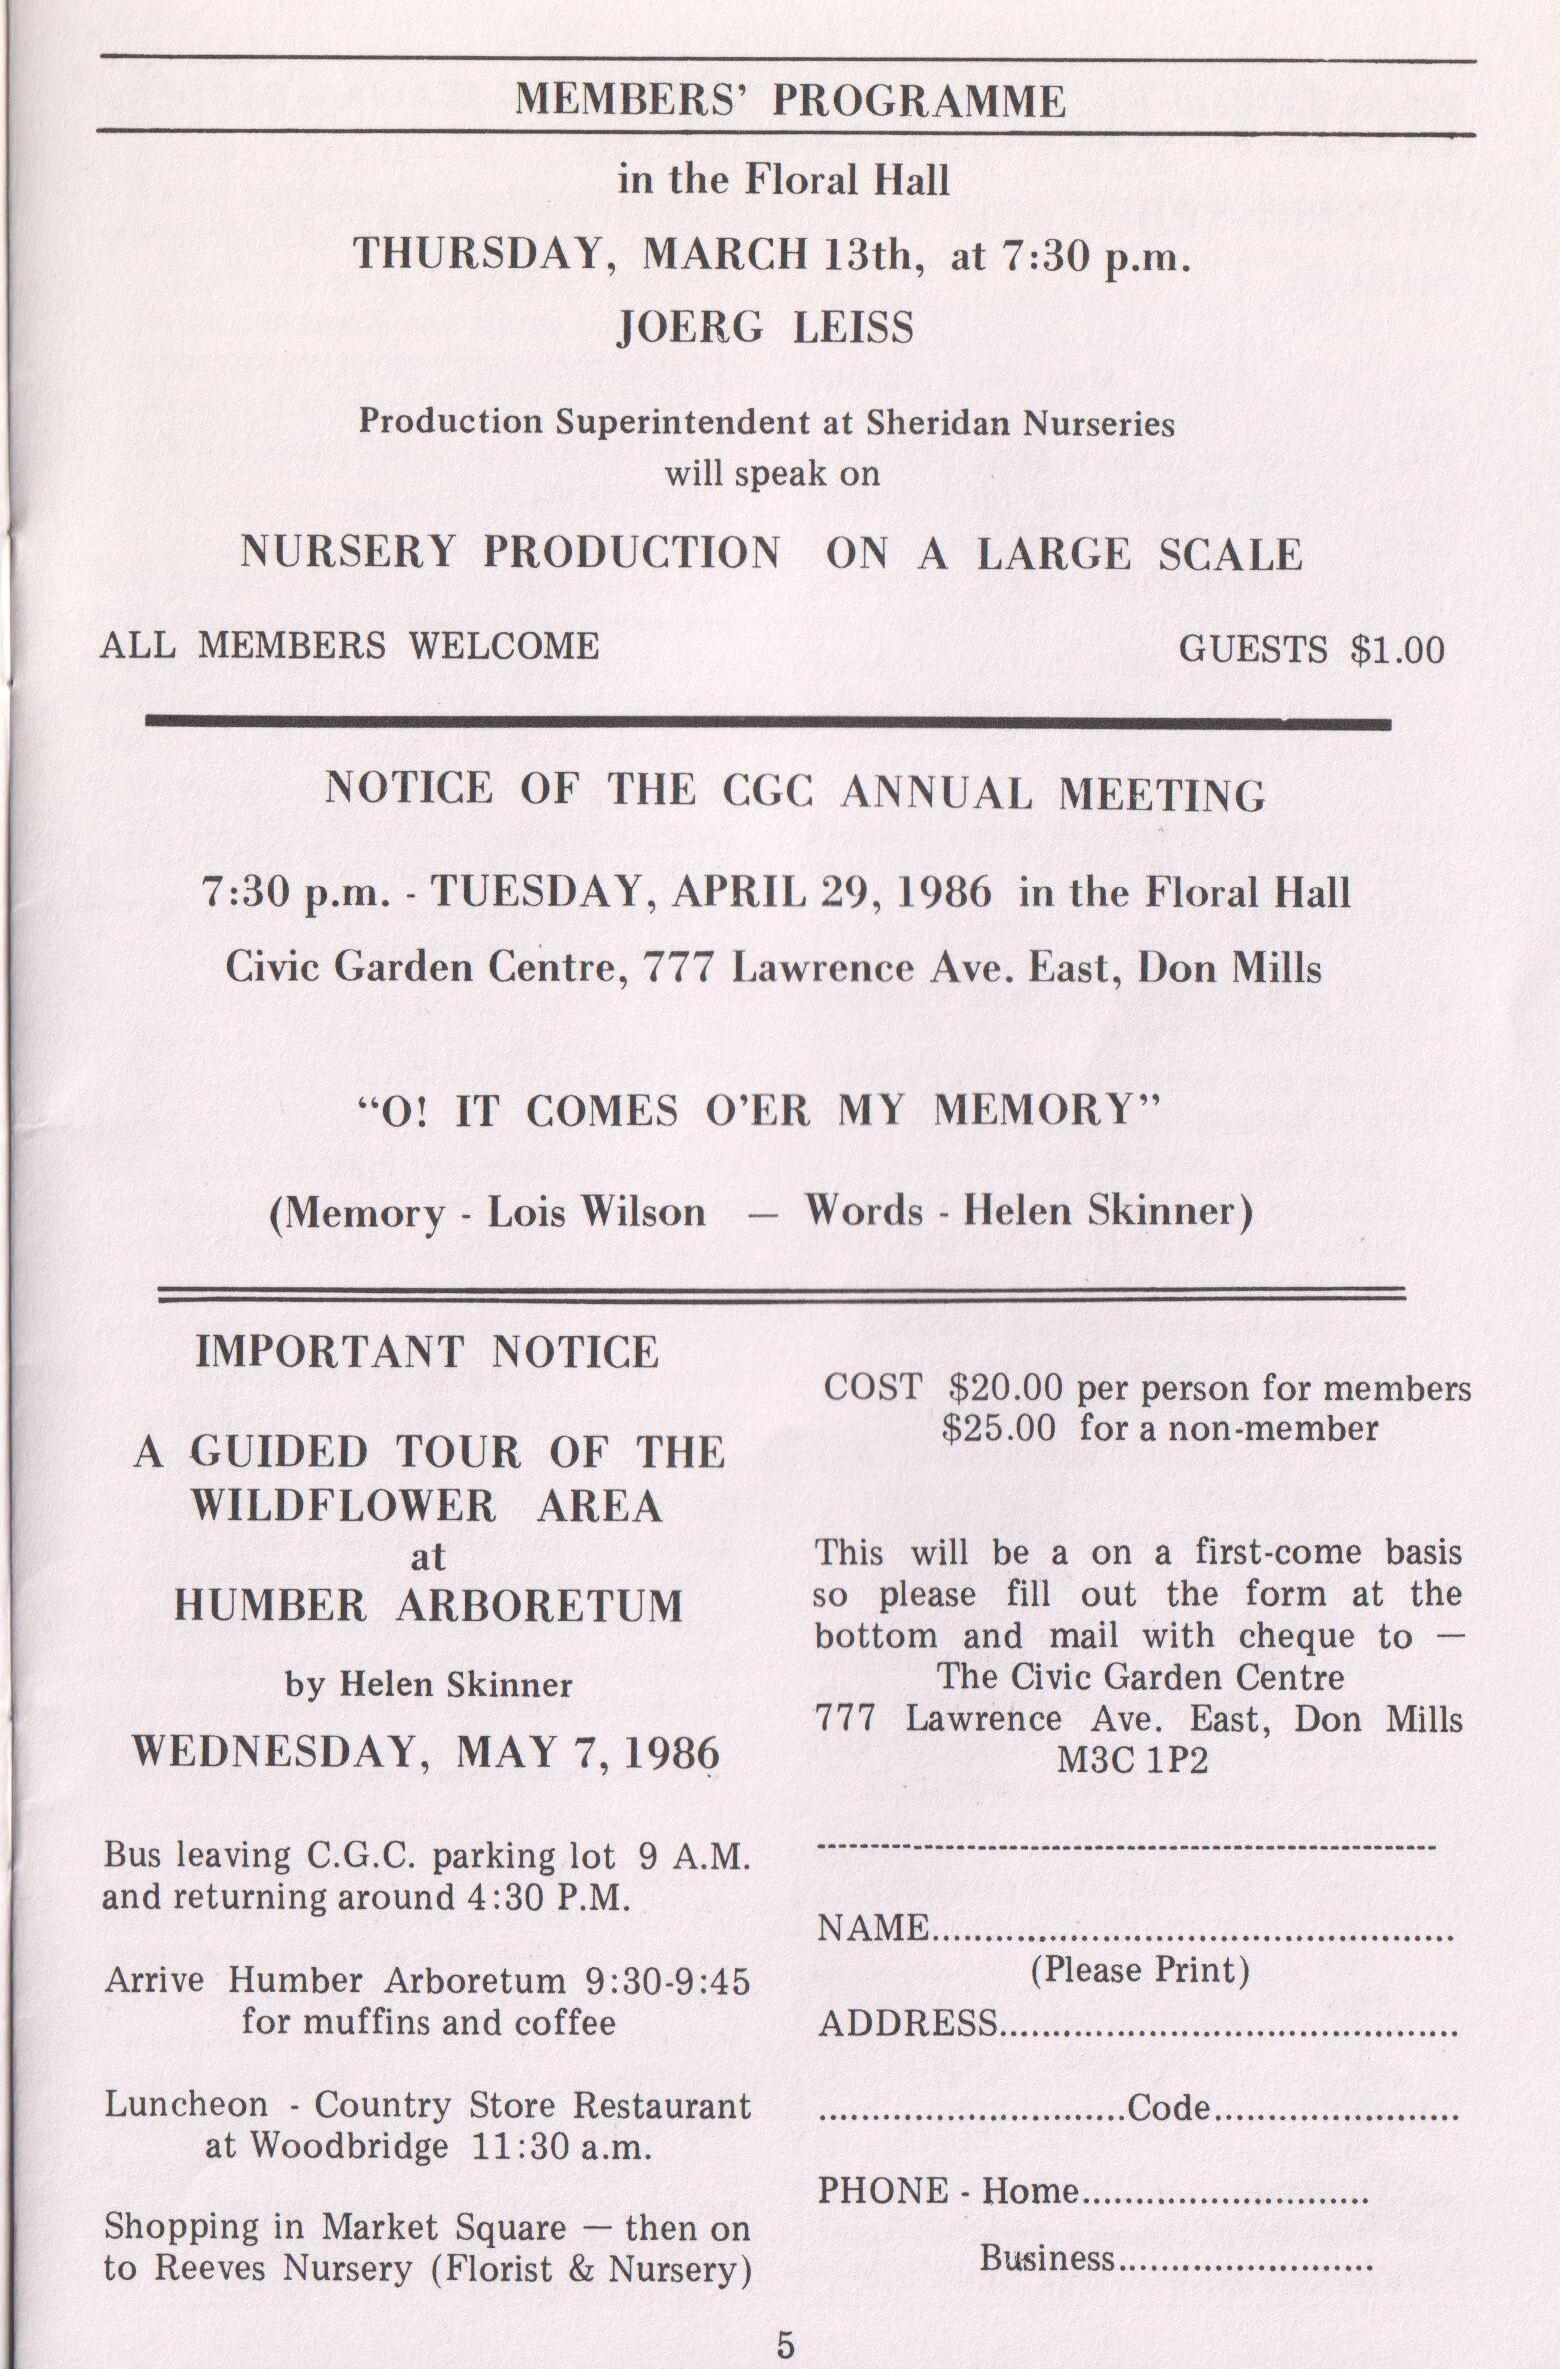 MEMBERS' PROGRAMME
in the Floral Hall
THURSDAY, MARCH 13th, at 7:30 p.m.
JOERG LEISS
Production Superintendent at Sheridan Nurseries
will speak on
NURSERY PRODUCTION ON A LARGE SCALE
ALL MEMBERS WELCOME GUESTS $1.00
NOTICE OF THE CGC ANNUAL MEETING
7:30 p.m. - TUESDAY, APRIL 29, 1986 in the Floral Hall
Civic Garden Centre, 777 Lawrence Ave. East, Don Mills
“O! IT COMES O'ER MY MEMORY”
(Memory - Lois Wilson — Words - Helen Skinner)
IMPORTANT NOTICE
A GUIDED TOUR OF THE
WILDFLOWER AREA
at
HUMBER ARBORETUM
by Helen Skinner
WEDNESDAY, MAY 7, 1986
Bus leaving C.G.C. parking lot 9 A.M.
and returning around 4:30 P.M.
Arrive Humber Arboretum 9:30-9:45
for muffins and coffee
Luncheon - Country Store Restaurant
at Woodbridge 11:30 a.m.
Shopping in Market Square — then on
to Reeves Nursery (Florist & Nursery)
COST $20.00 per person for members
$25.00 for a non-member
This will be a on a first-come basis
so please fill out the form at the
bottom and mail with cheque to —
The Civic Garden Centre
777 Lawrence Ave. East, Don Mills
M3C 1P2
NAME.................................................
(Please Print)
ADDRESS...........................................
.............................Code.......................
PHONE - Home...........................
Business........................
5